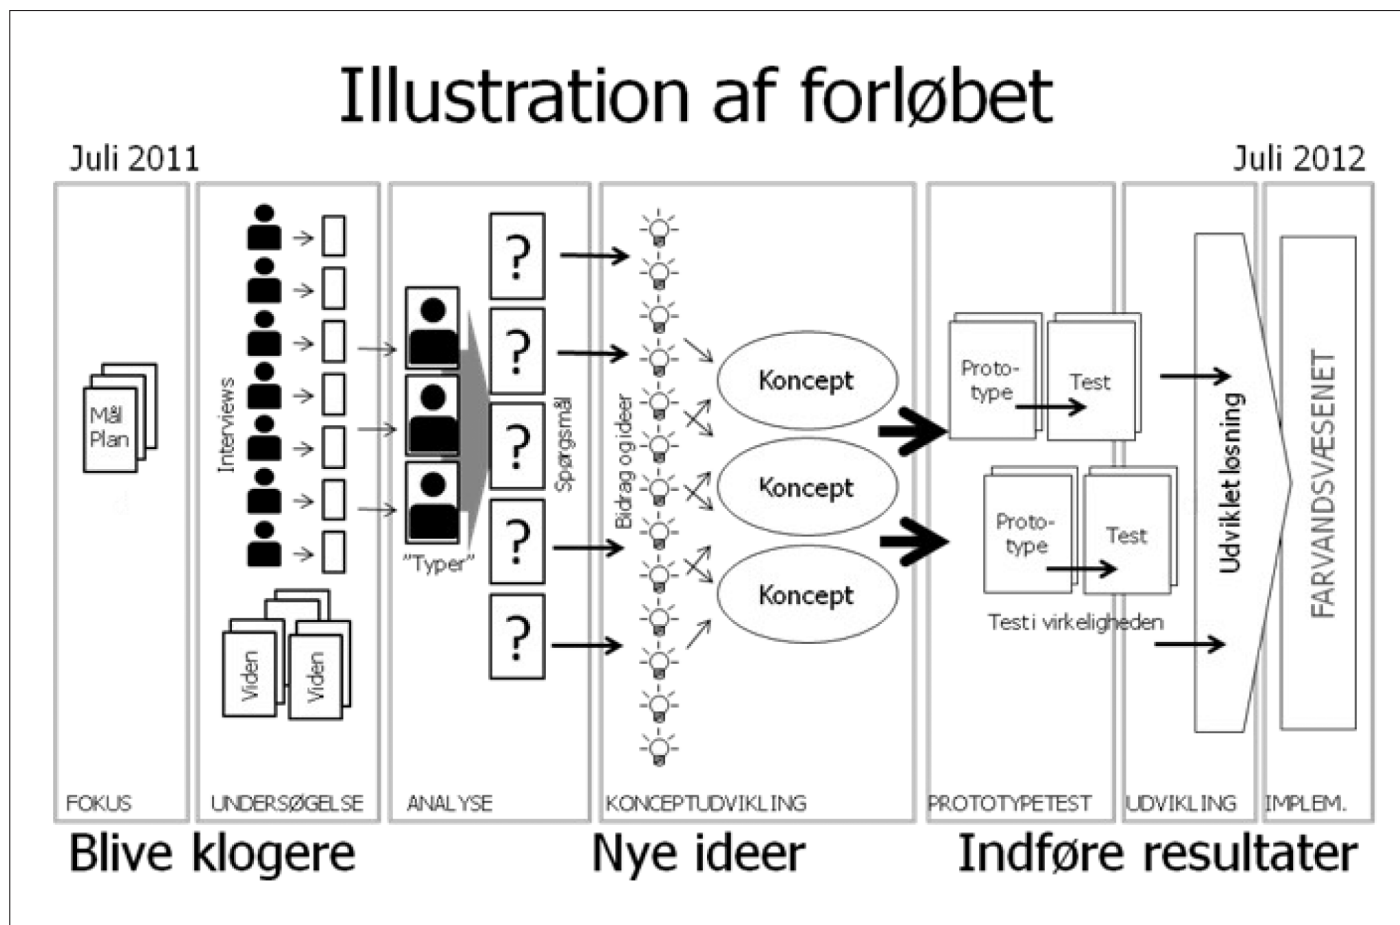 Illustration af forløbet
Juli 2011
Juli 2012
Mål
Plan
Interviews
Viden
Viden
"Typer"
?
?
?
?
?
Spørgsmål
Bidrag og ideer
Koncept
Koncept
Koncept
Proto-
type
Test
Proto-
type
Test
Test i virkeligheden
Udviklet løsning
FARVANDSVÆSENET
FOKUS
UNDERSØGELSE
ANALYSE
KONCEPTUDVIKLING
PROTOTYPETEST
UDVIKLING
IMPLEM.
Blive klogere
Nye ideer
Indføre resultater